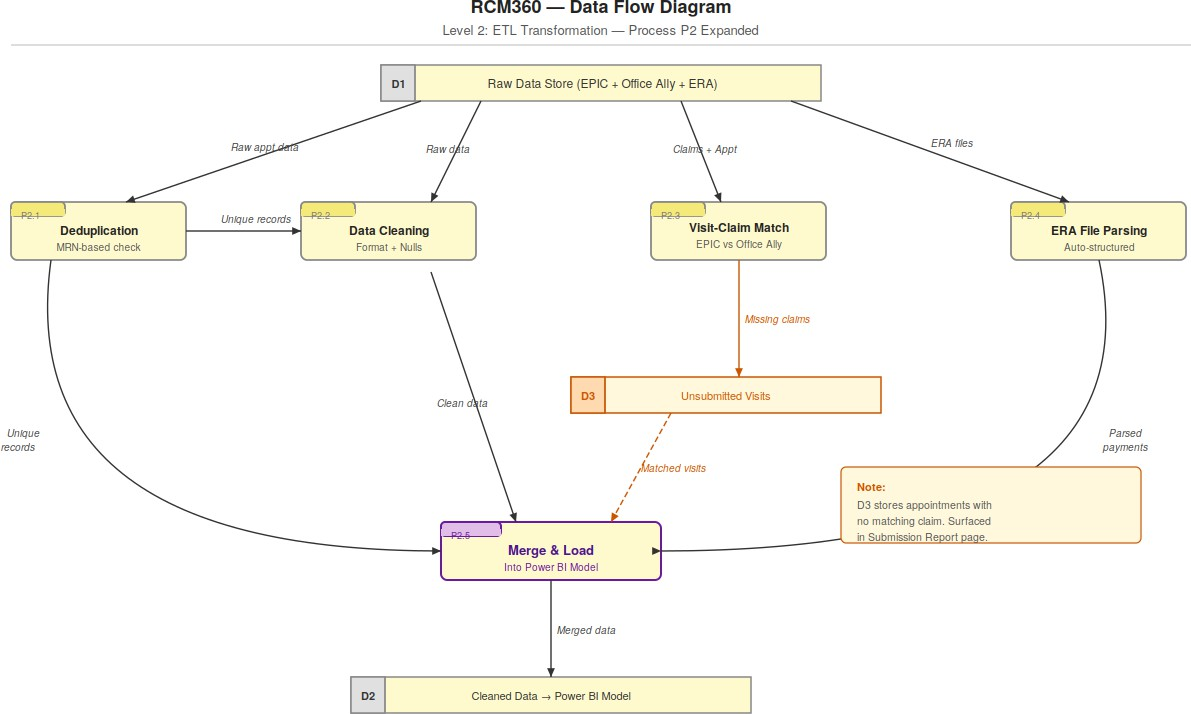 RCM360 — Data Flow Diagram
Level 2: ETL Transformation — Process P2 Expanded
D1
Raw Data Store (EPIC + Office Ally + ERA)
Raw appt data
Raw data
Claims + Appt
ERA files
P2.1
Deduplication
MRN-based check
Unique records
P2.2
Data Cleaning
Format + Nulls
P2.3
Visit-Claim Match
EPIC vs Office Ally
P2.4
ERA File Parsing
Auto-structured
Missing claims
D3
Unsubmitted Visits
Clean data
Unique
records
Parsed
payments
Matched visits
Note:
D3 stores appointments with
no matching claim. Surfaced
in Submission Report page.
P2.5
Merge & Load
Into Power BI Model
Merged data
D2
Cleaned Data → Power BI Model